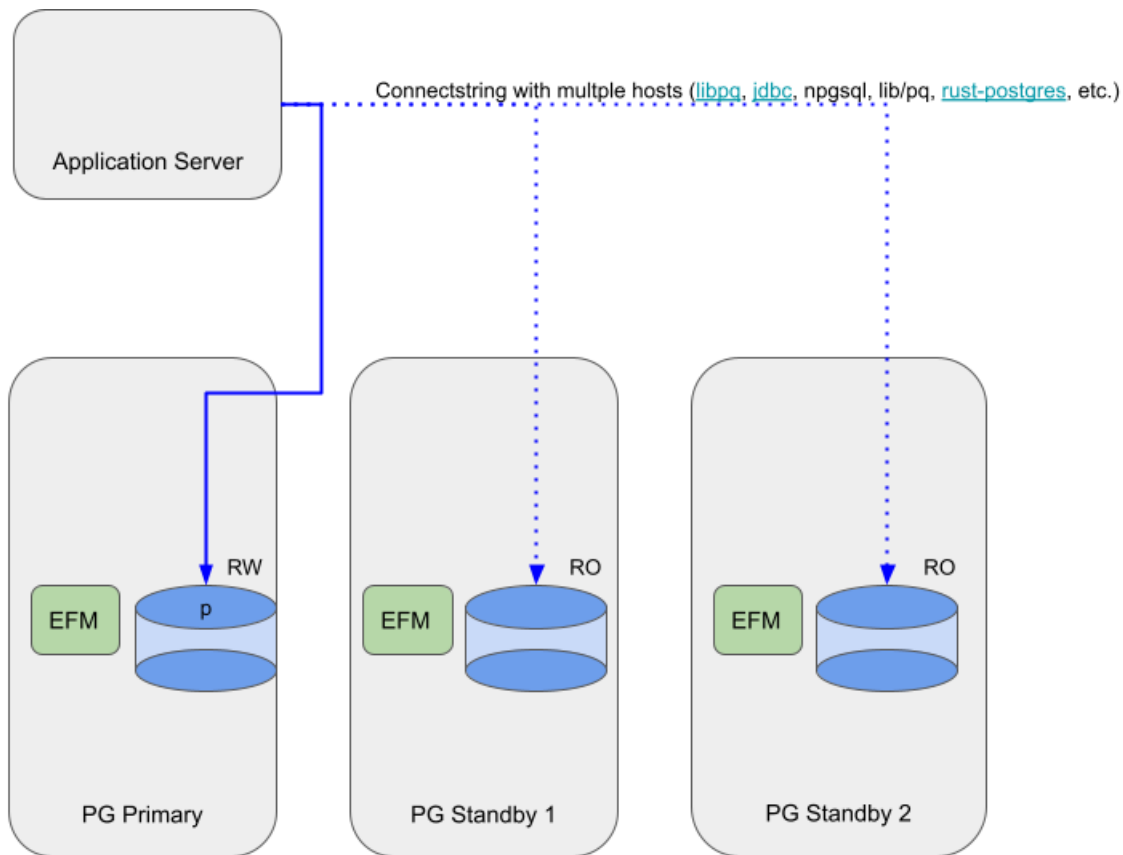 Connectstring with multple hosts (libpq, jdbc, npgsql, lib/pq, rust-postgres, etc.)
Application Server
RW
RO
RO
EFM
p
EFM
EFM
PG Primary
PG Standby 1
PG Standby 2